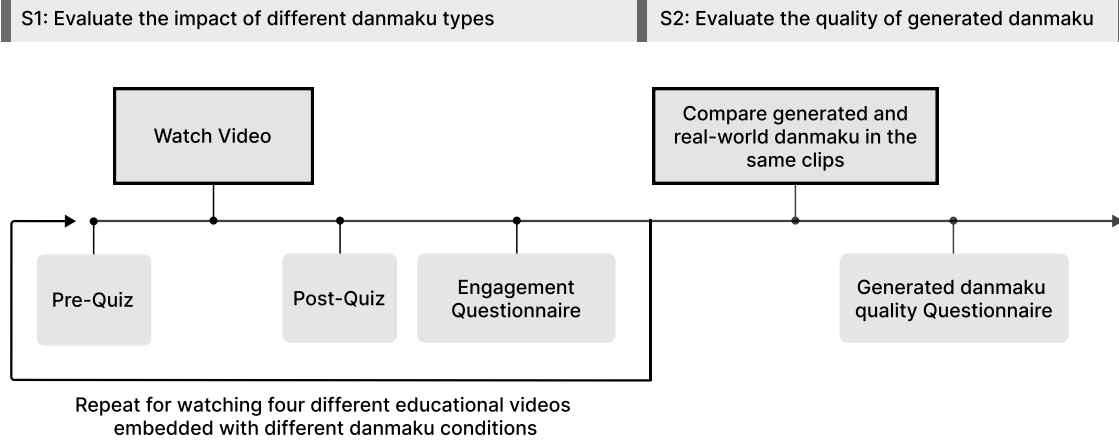 S1: Evaluate the impact of different danmaku types
S2: Evaluate the quality of generated danmaku
Watch Video
Compare generated and
real-world danmaku in the
same clips
Pre-Quiz
Post-Quiz
Engagement
Questionnaire
Generated danmaku
quality Questionnaire
Repeat for watching four different educational videos
embedded with different danmaku conditions